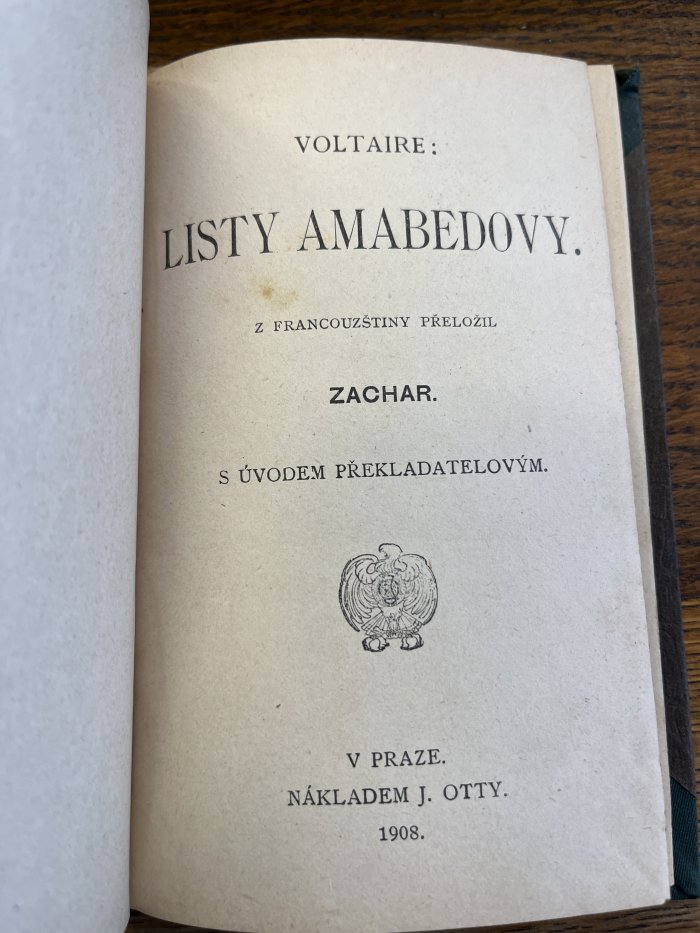 VOLTAIRE:
LISTY AMABEDOVY.
Z FRANCOUZŠTINY PŘELOŽIL
ZACHAR.
S ÚVODEM PŘEKLADATELOVÝM.
V PRAZE.
NÁKLADEM J. OTTY.
1908.